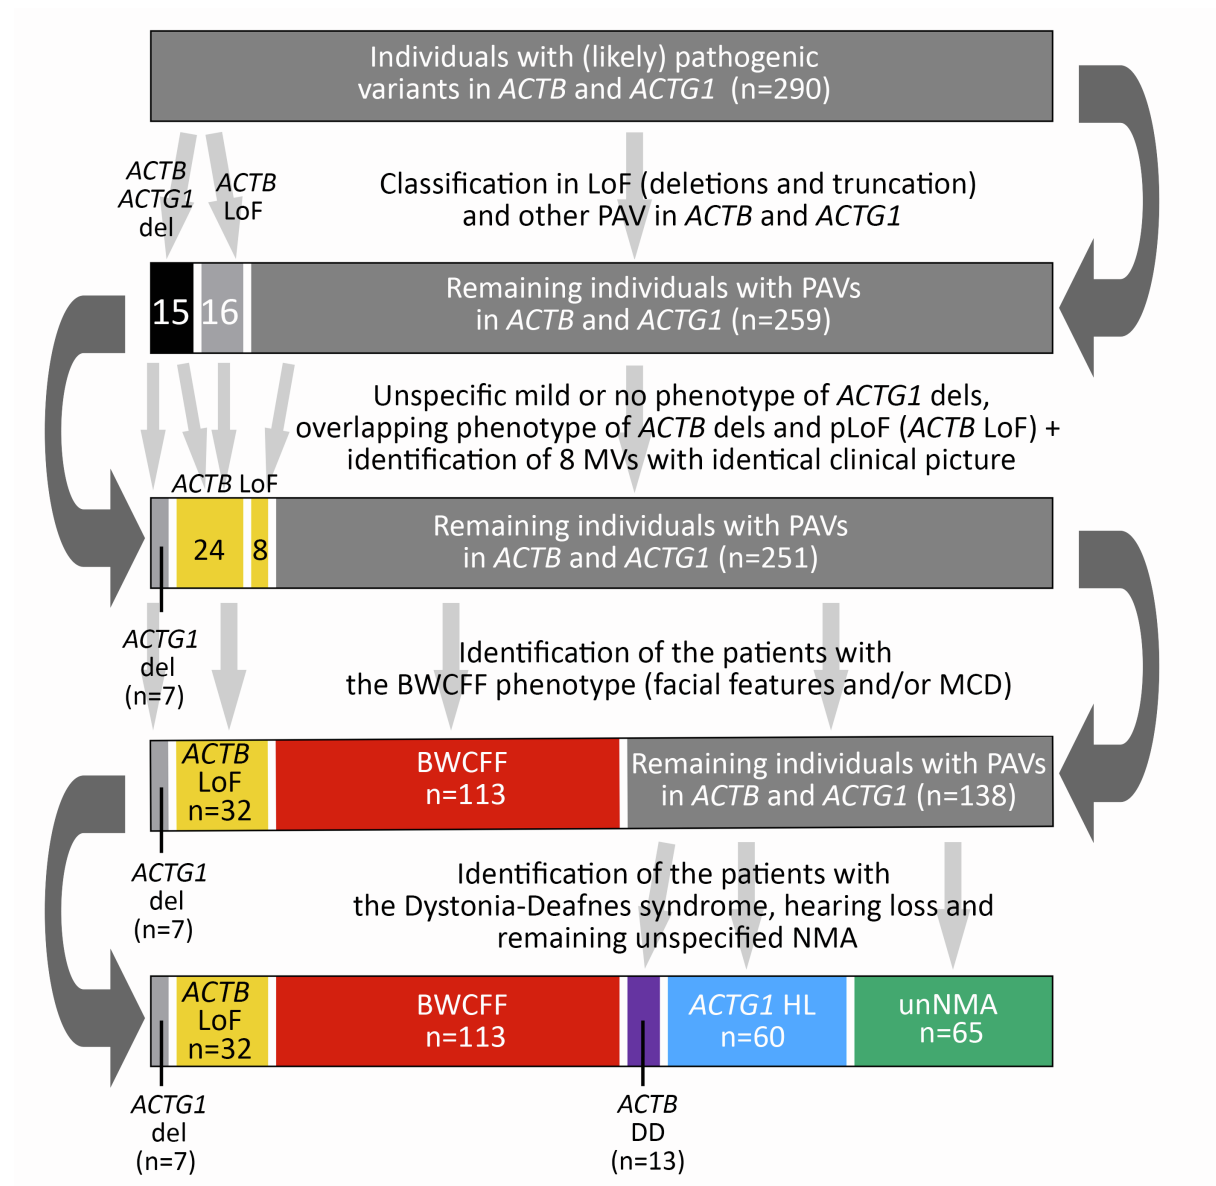 Individuals with (likely) pathogenic
variants in ACTB and ACTG1 (n=290)
ACTB
ACTG1
del
ACTB
LoF
Classification in LoF (deletions and truncation)
and other PAV in ACTB and ACTG1
15
16
Remaining individuals with PAVs
in ACTB and ACTG1 (n=259)
Unspecific mild or no phenotype of ACTG1 dels,
overlapping phenotype of ACTB dels and pLoF (ACTB LoF) +
identification of 8 MVs with identical clinical picture
ACTB LoF
24
8
Remaining individuals with PAVs
in ACTB and ACTG1 (n=251)
ACTG1
del
(n=7)
Identification of the patients with
the BWCFF phenotype (facial features and/or MCD)
ACTB
LoF
n=32
BWCFF
n=113
Remaining individuals with PAVs
in ACTB and ACTG1 (n=138)
ACTG1
del
(n=7)
Identification of the patients with
the Dystonia-Deafnes syndrome, hearing loss and
remaining unspecified NMA
ACTB
LoF
n=32
BWCFF
n=113
ACTG1 HL
n=60
unNMA
n=65
ACTG1
del
(n=7)
ACTB
DD
(n=13)